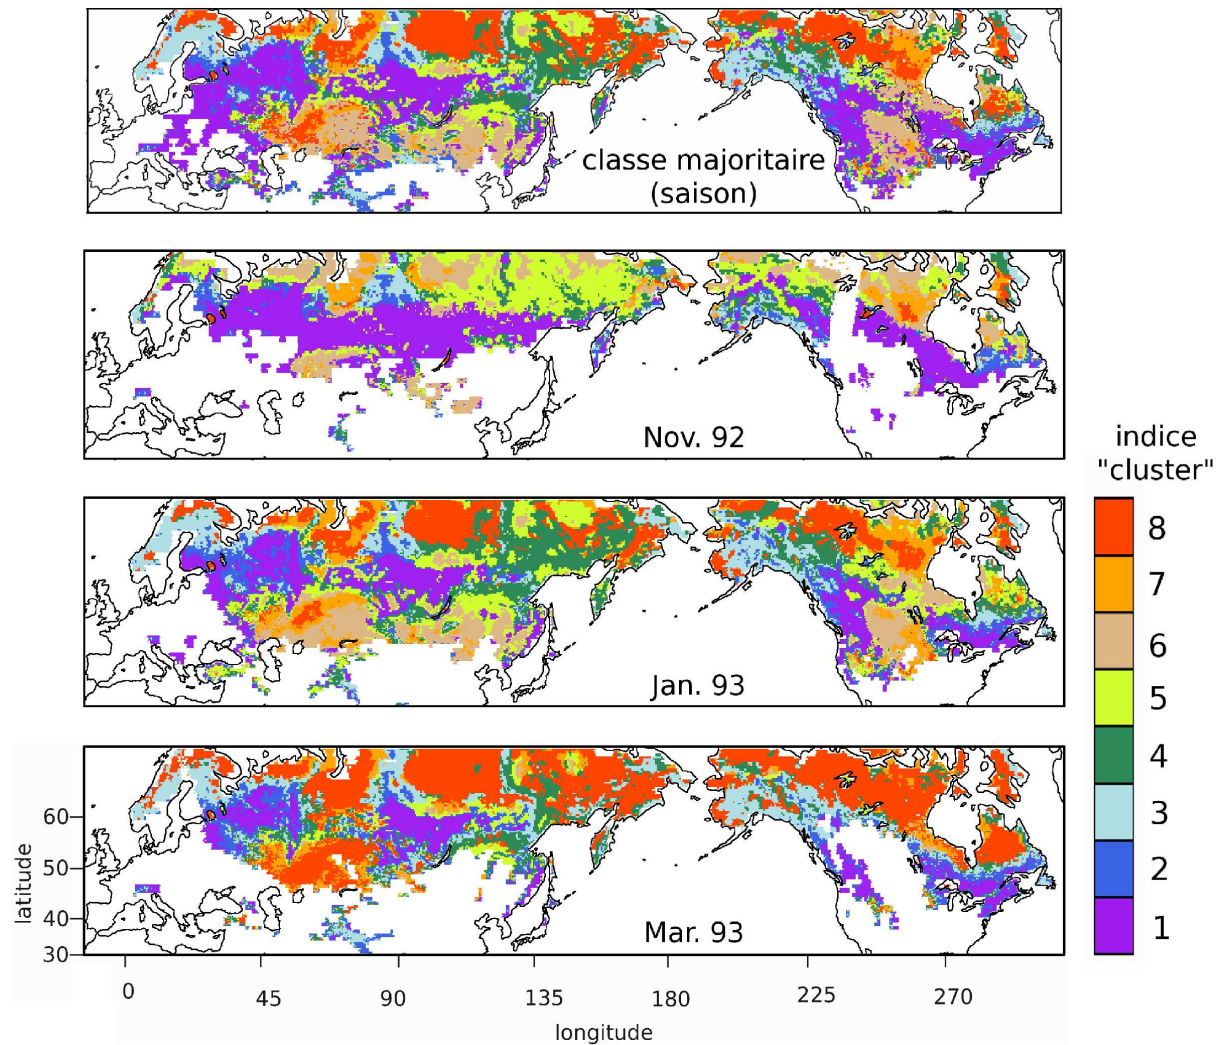 classe majoritaire
(saison)
Nov. 92
Jan. 93
Mar. 93
indice
"cluster"
8
7
6
5
4
3
2
1
latitude
60
50
40
30
0 45 90 135 180 225 270
longitude